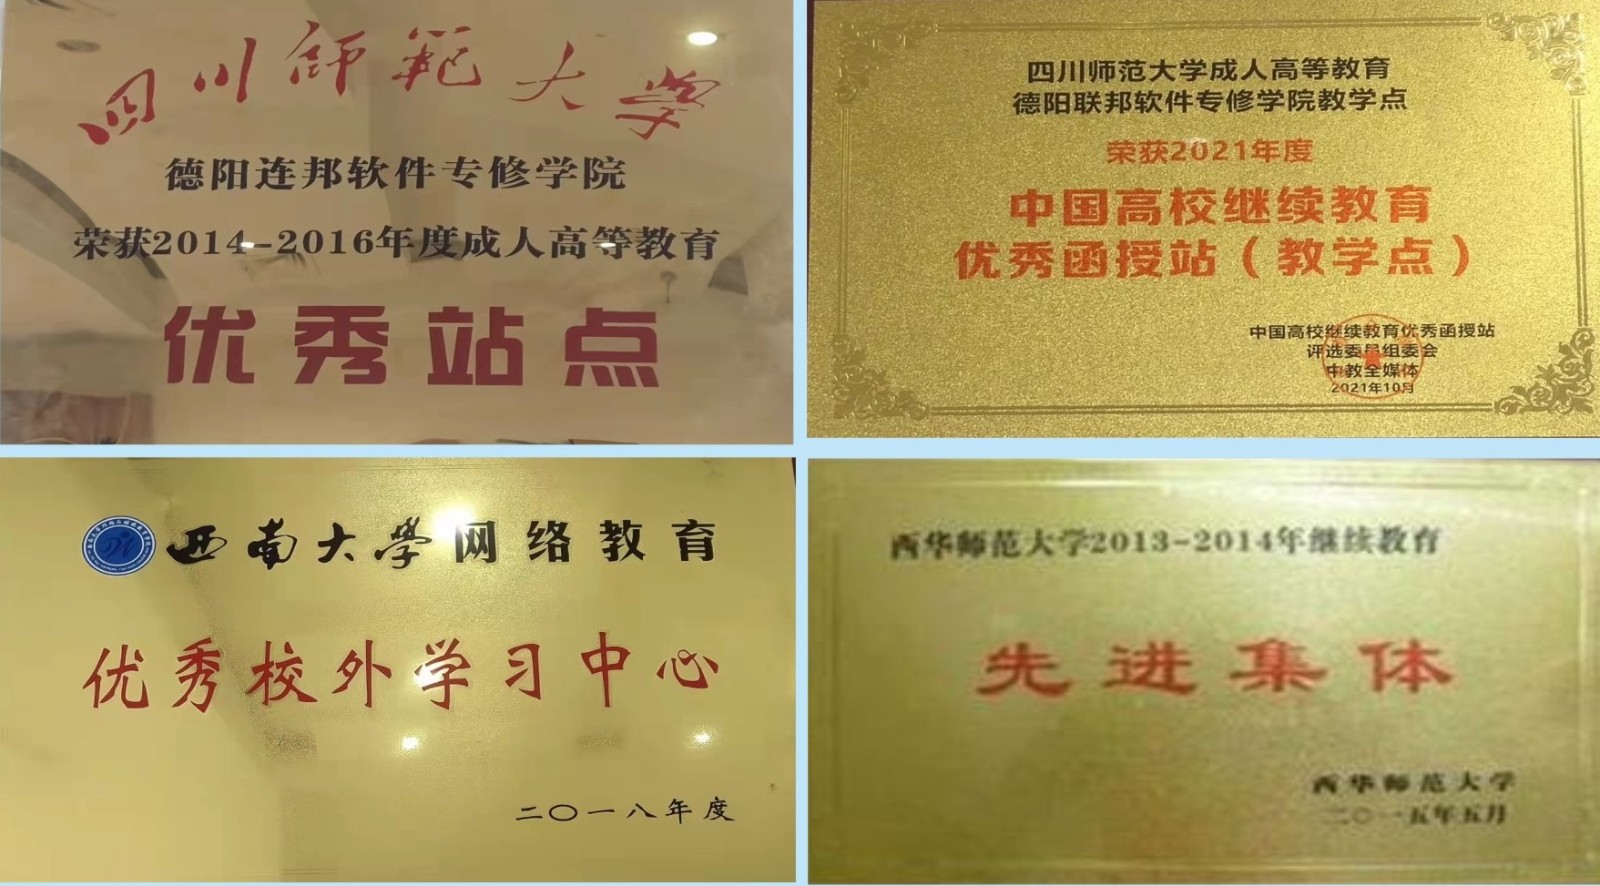 四川师范大学
德阳连邦软件专修学院
荣获2014-2016年度成人高等教育
优秀站点
四川师范大学成人高等教育
德阳联邦软件专修学院教学点
荣获2021年度
中国高校继续教育
优秀函授站（教学点）
中国高校继续教育优秀函授站
评选委员组委会
中教全媒体
2021年10月
西南大学网络教育
优秀校外学习中心
二〇一八年度
西华师范大学2013-2014年继续教育
先进集体
西华师范大学
二〇一五年五月